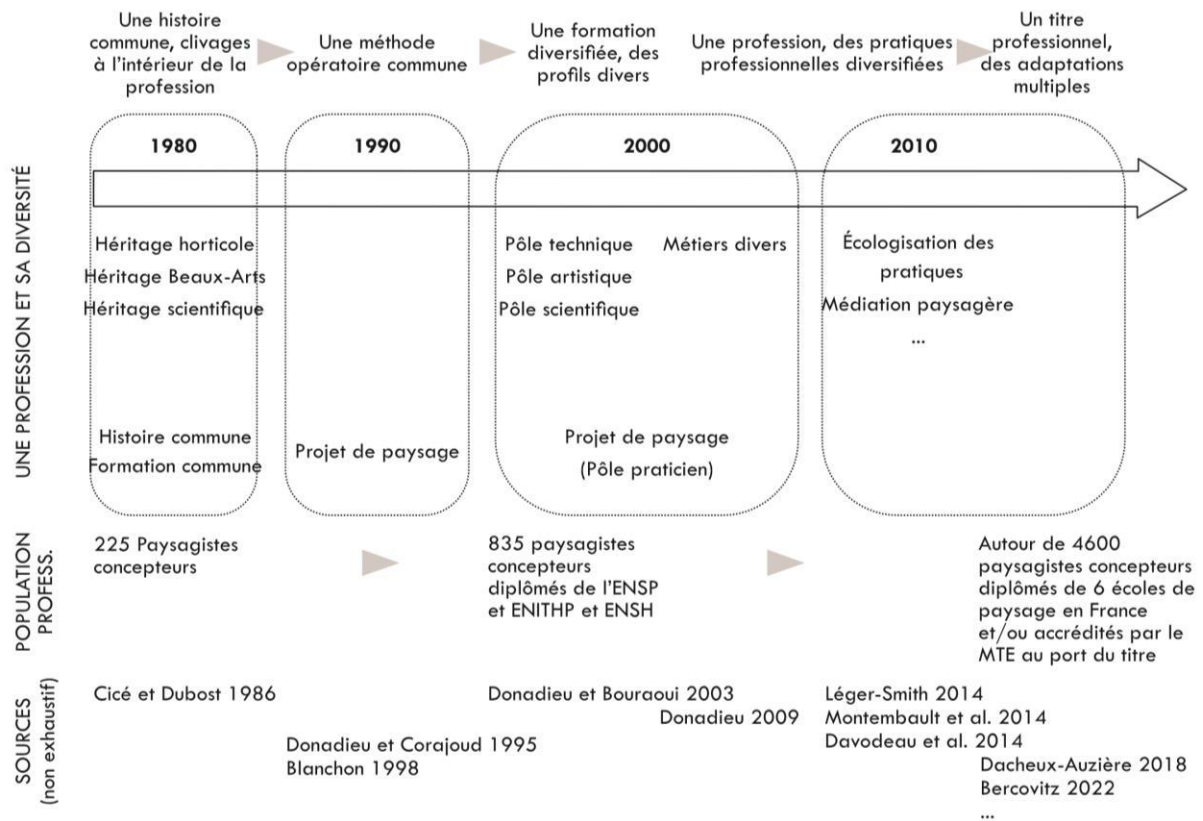 Une histoire
commune, clivages
à l'intérieur de la
profession
Une méthode
opératoire commune
Une formation
diversifiée, des
profils divers
Une profession, des pratiques
professionnelles diversifiées
Un titre
professionnel,
des adaptations
multiples
UNE PROFESSION ET SA DIVERSITÉ
1980
1990
2000
2010
Héritage horticole
Héritage Beaux-Arts
Héritage scientifique
Pôle technique
Pôle artistique
Pôle scientifique
Métiers divers
Écologisation des
pratiques
Médiation paysagère
...
Histoire commune
Formation commune
Projet de paysage
Projet de paysage
(Pôle praticien)
POPULATION
PROFESS.
225 Paysagistes
concepteurs
835 paysagistes
concepteurs
diplômés de l'ENSP
et ENITHP et ENSH
Autour de 4600
paysagistes concepteurs
diplômés de 6 écoles de
paysage en France
et/ou accrédités par le
MTE au port du titre
SOURCES
(non exhaustif)
Cicé et Dubost 1986
Donadieu et Corajoud 1995
Blanchon 1998
Donadieu et Bouraoui 2003
Donadieu 2009
Léger-Smith 2014
Montembault et al. 2014
Davodeau et al. 2014
Dacheux-Auzière 2018
Bercovitz 2022
...